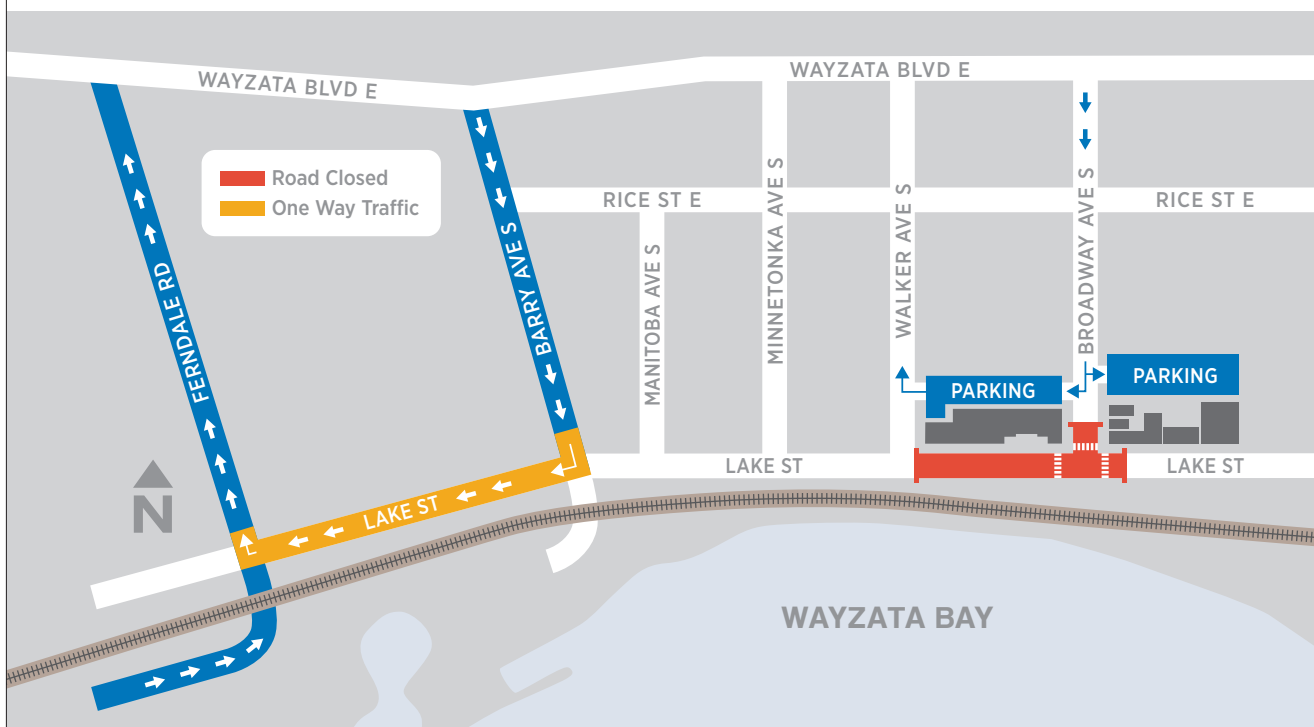 WAYZATA BLVD E
WAYZATA BLVD E
Road Closed
One Way Traffic
RICE ST E
RICE ST E
FERNDALE RD
BARRY AVE S
MANITOBA AVE S
MINNETONKA AVE S
WALKER AVE S
BROADWAY AVE S
PARKING
PARKING
LAKE ST
LAKE ST
LAKE ST
N
WAYZATA BAY